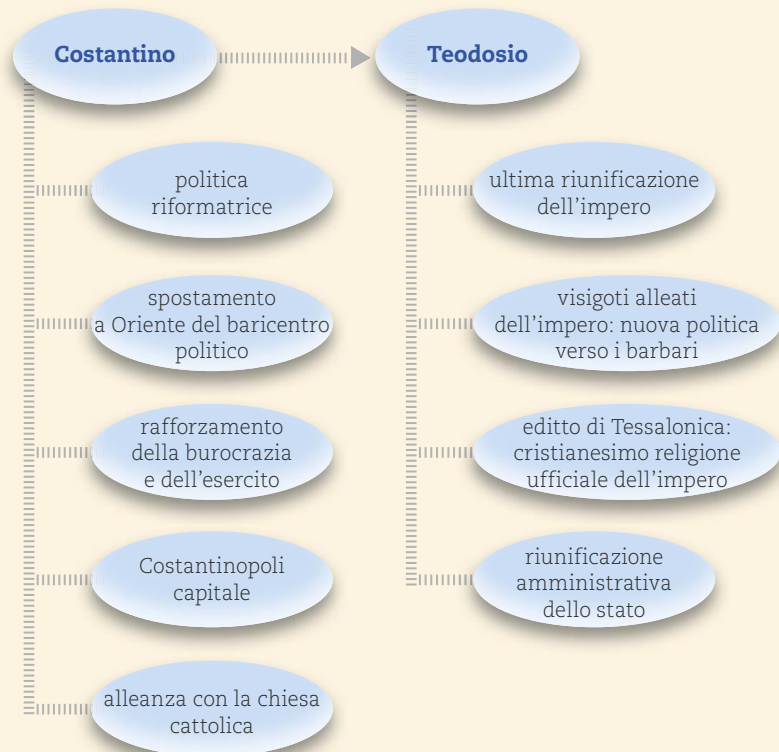 Costantino
Teodosio
politica
riformatrice
spostamento
a Oriente del baricentro
politico
rafforzamento
della burocrazia
e dell'esercito
Costantinopoli
capitale
alleanza con la chiesa
cattolica
ultima riunificazione
dell'impero
visigoti alleati
dell'impero: nuova politica
verso i barbari
editto di Tessalonica:
cristianesimo religione
ufficiale dell'impero
riunificazione
amministrativa
dello stato